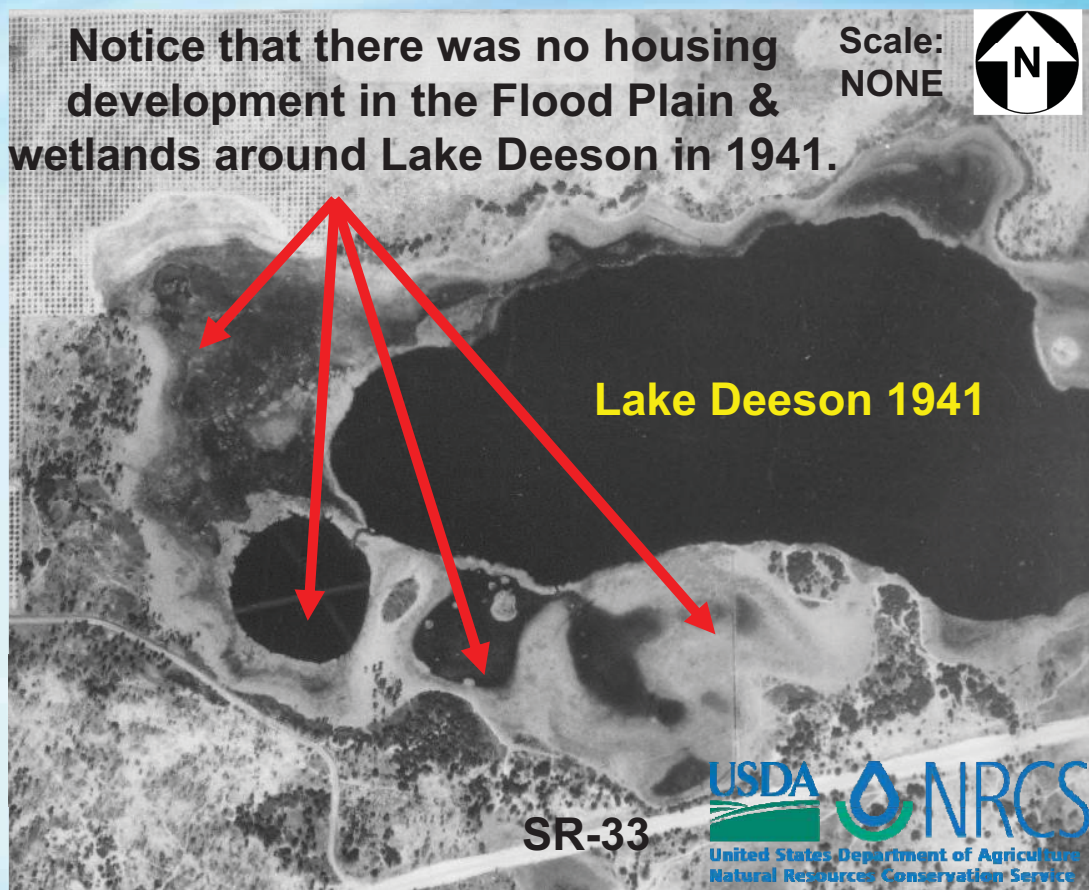 Notice that there was no housing
development in the Flood Plain &
wetlands around Lake Deeson in 1941.
Scale:
NONE
N
Lake Deeson 1941
SR-33
USDA
NRCS
United States Department of Agriculture
Natural Resources Conservation Service